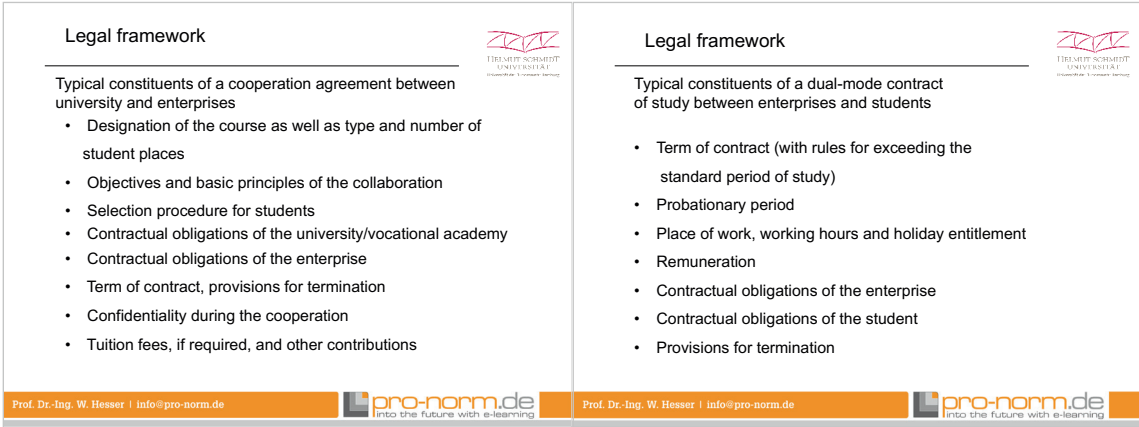 Legal framework
HELMUT SCHMIDT
UNIVERSITÄT
Typical constituents of a cooperation agreement between
university and enterprises
• Designation of the course as well as type and number of
student places
• Objectives and basic principles of the collaboration
• Selection procedure for students
• Contractual obligations of the university/vocational academy
• Contractual obligations of the enterprise
• Term of contract, provisions for termination
• Confidentiality during the cooperation
• Tuition fees, if required, and other contributions
Prof. Dr.-Ing. W. Hesser | info@pro-norm.de
pro-norm.de
into the future with e-learning
Legal framework
HELMUT SCHMIDT
UNIVERSITÄT
Typical constituents of a dual-mode contract
of study between enterprises and students
• Term of contract (with rules for exceeding the
standard period of study)
• Probationary period
• Place of work, working hours and holiday entitlement
• Remuneration
• Contractual obligations of the enterprise
• Contractual obligations of the student
• Provisions for termination
Prof. Dr.-Ing. W. Hesser | info@pro-norm.de
pro-norm.de
into the future with e-learning